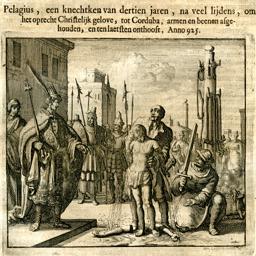 Pelagius, een knechtken van dertien jaren, na veel lijdens, om
het oprecht Christelijk gelove, tot Corduba, armen en beenen afge-
houden, en ten laetsten onthooft, Anno 925.